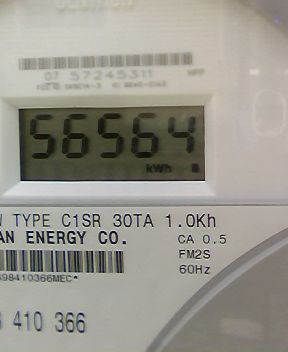 07 57245311
56564
kWh
TYPE C1SR 30TA 1.0Kh
AN ENERGY CO.
CA 0.5
FM2S
60Hz
98410366MEC*
410 366